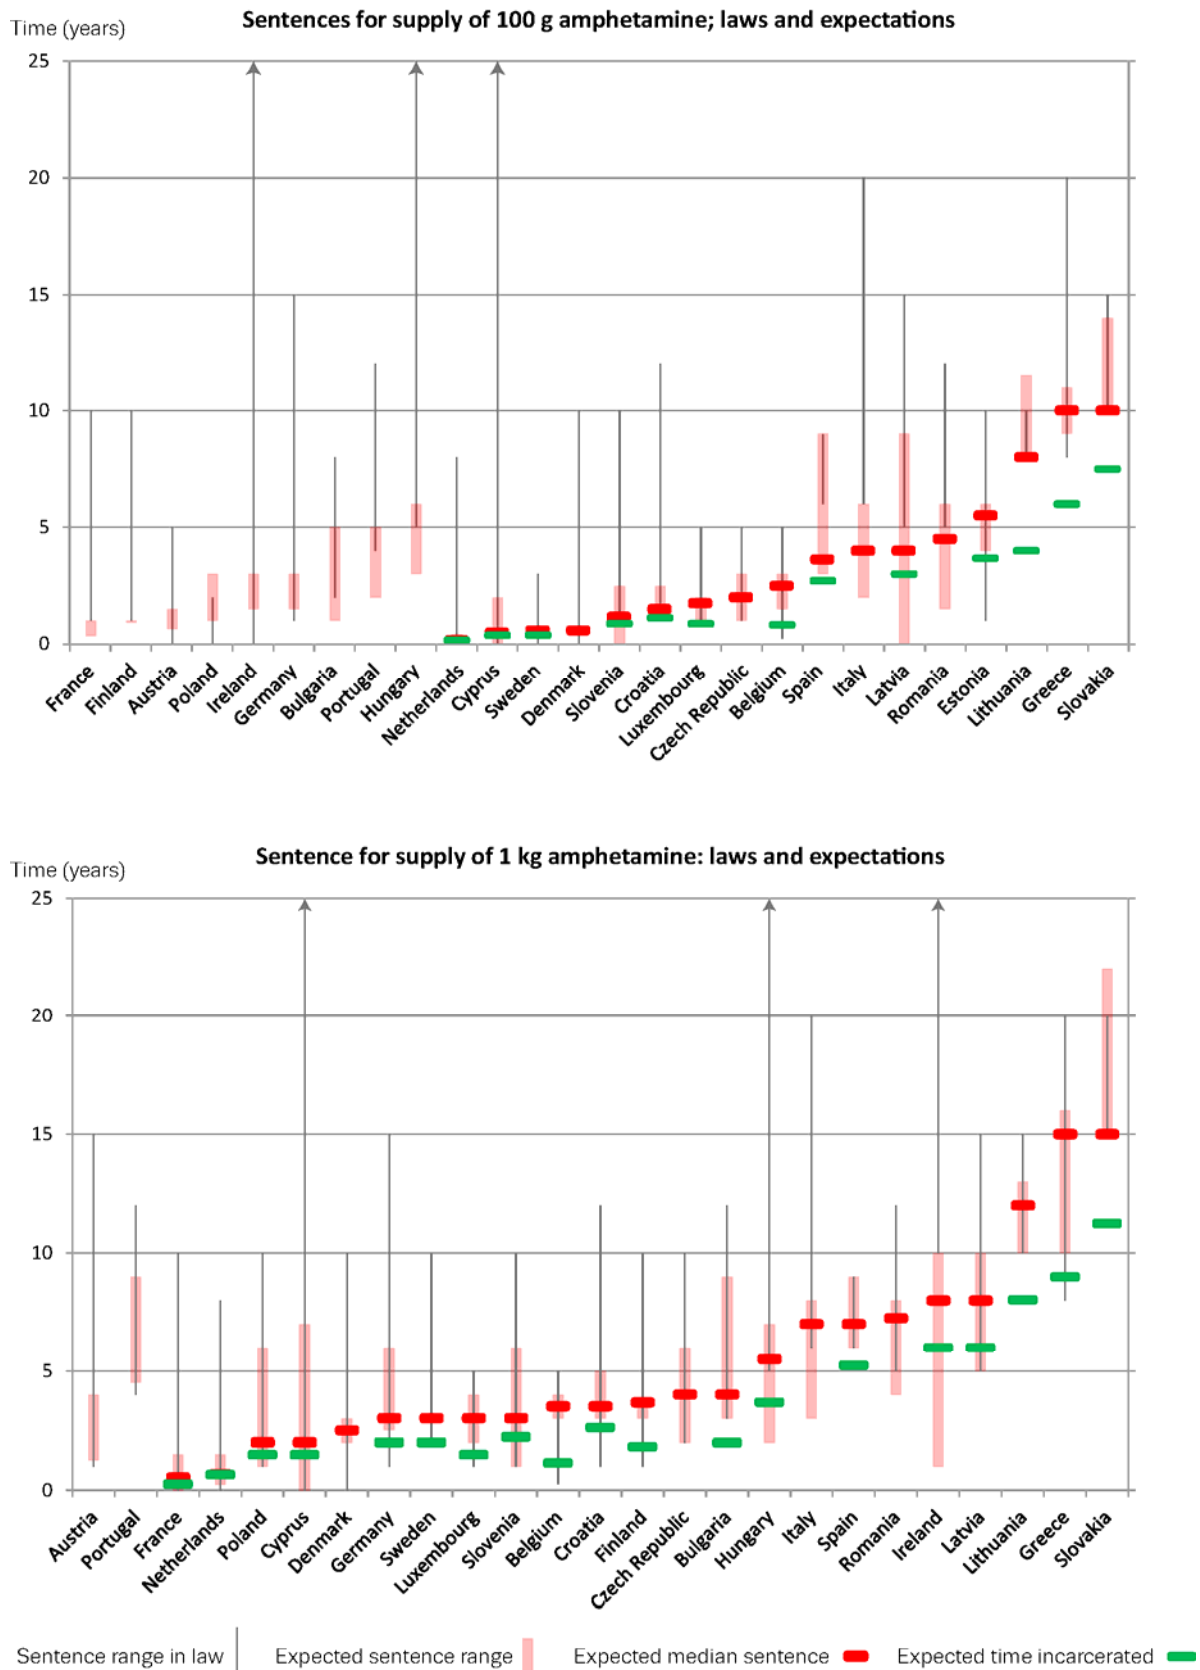 Sentences for supply of 100 g amphetamine; laws and expectations
Time (years)
25
20
15
10
5
0
France
Finland
Austria
Poland
Ireland
Germany
Bulgaria
Portugal
Hungary
Netherlands
Cyprus
Sweden
Denmark
Slovenia
Croatia
Luxembourg
Czech Republic
Belgium
Spain
Italy
Latvia
Romania
Estonia
Lithuania
Greece
Slovakia
Sentence for supply of 1 kg amphetamine: laws and expectations
Time (years)
25
20
15
10
5
0
Austria
Portugal
France
Netherlands
Poland
Cyprus
Denmark
Germany
Sweden
Luxembourg
Slovenia
Belgium
Croatia
Finland
Czech Republic
Bulgaria
Hungary
Italy
Spain
Romania
Ireland
Latvia
Lithuania
Greece
Slovakia
Sentence range in law
Expected sentence range
Expected median sentence
Expected time incarcerated